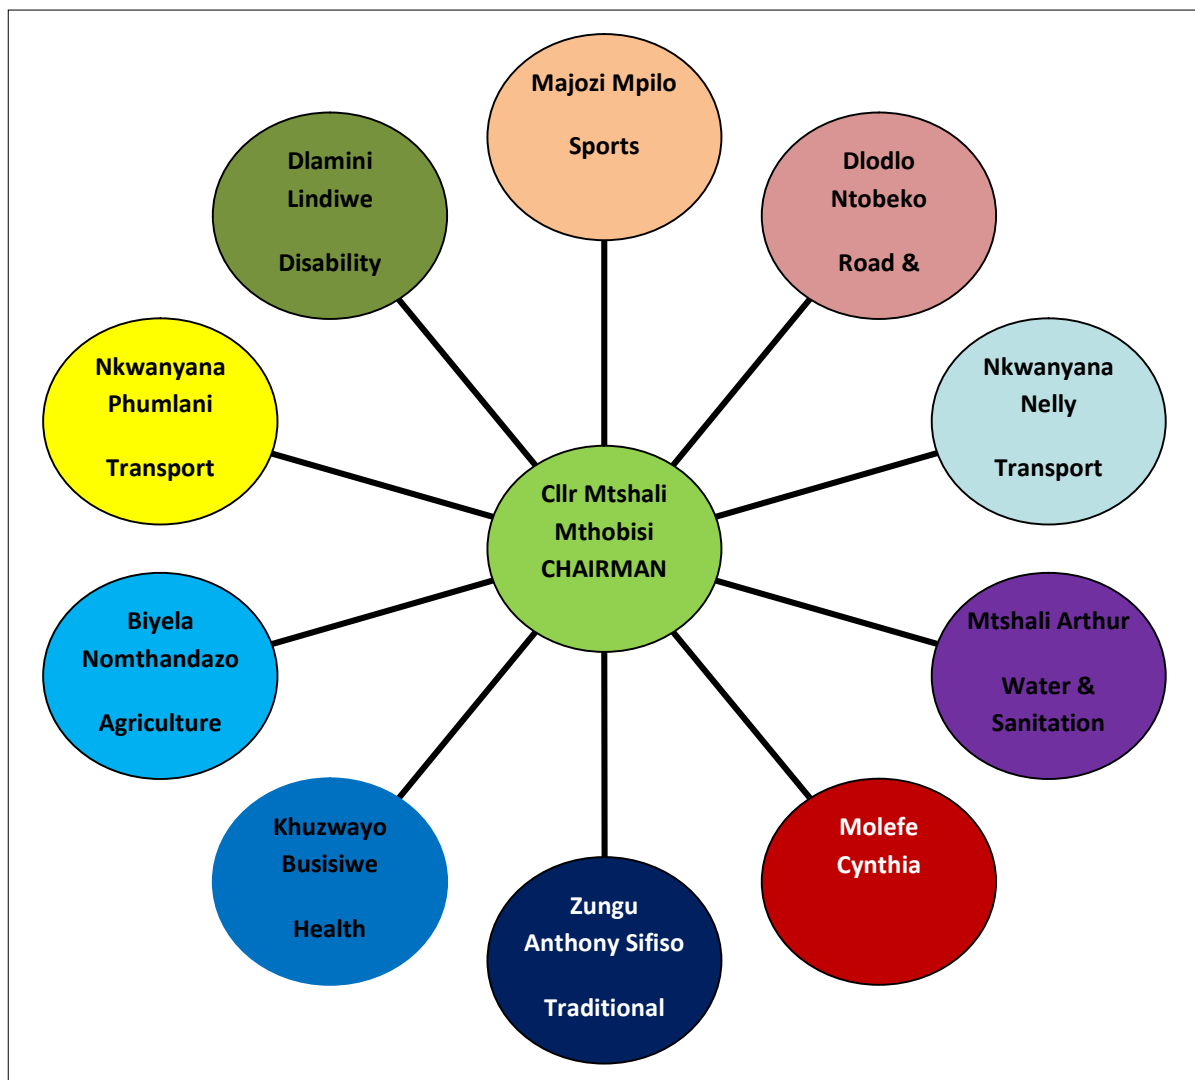 Majozi Mpilo
Sports
Dlodlo
Ntobeko
Road &
Nkwanyana
Nelly
Transport
Mtshali Arthur
Water &
Sanitation
Molefe
Cynthia
Zungu
Anthony Sifiso
Traditional
Khuzwayo
Busisiwe
Health
Biyela
Nomthandazo
Agriculture
Nkwanyana
Phumlani
Transport
Dlamini
Lindiwe
Disability
Cllr Mtshali
Mthobisi
CHAIRMAN